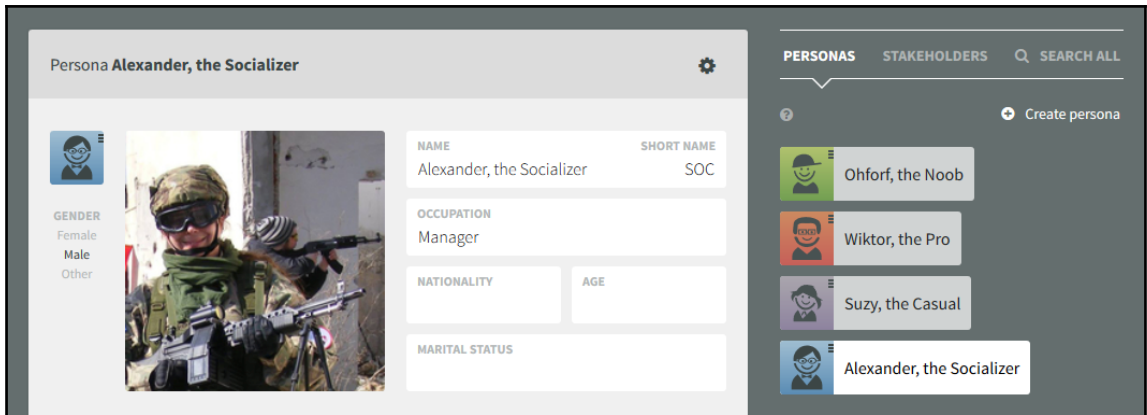 Persona Alexander, the Socializer
GENDER
Female
Male
Other
NAME
Alexander, the Socializer
SHORT NAME
SOC
OCCUPATION
Manager
NATIONALITY
AGE
MARITAL STATUS
PERSONAS STAKEHOLDERS SEARCH ALL
? Create persona
Ohforf, the Noob
Wiktor, the Pro
Suzy, the Casual
Alexander, the Socializer